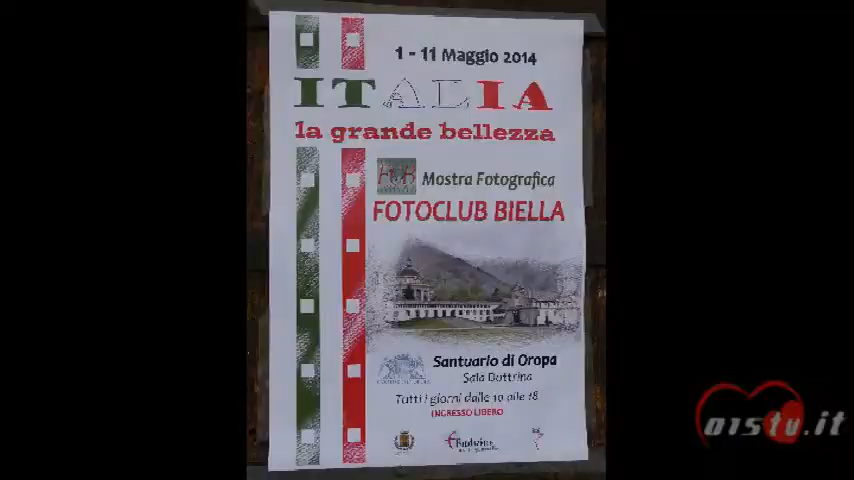 1 - 11 Maggio 2014
ITALIA
la grande bellezza
Mostra Fotografica
FOTOCLUB BIELLA
Santuario di Oropa
Sala Dottrina
Tutti i giorni dalle 10 alle 18
INGRESSO LIBERO
aistv.it